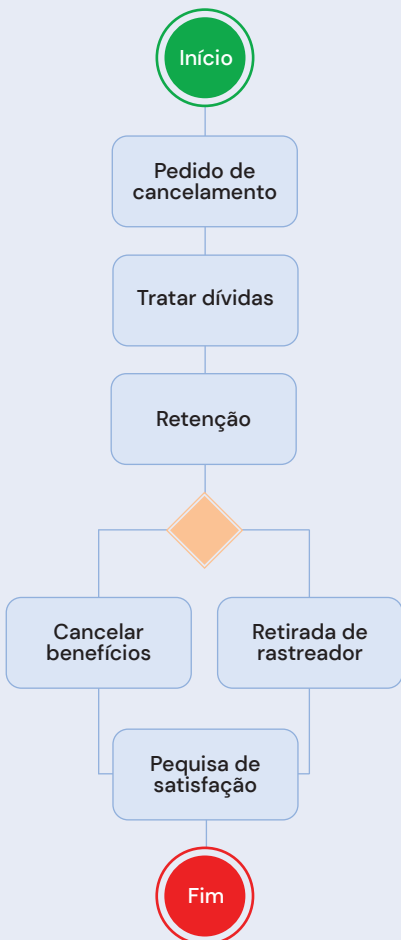 Início
Pedido de
cancelamento
Tratar dívidas
Retenção
Cancelar
benefícios
Retirada de
rastreador
Pequisa de
satisfação
Fim